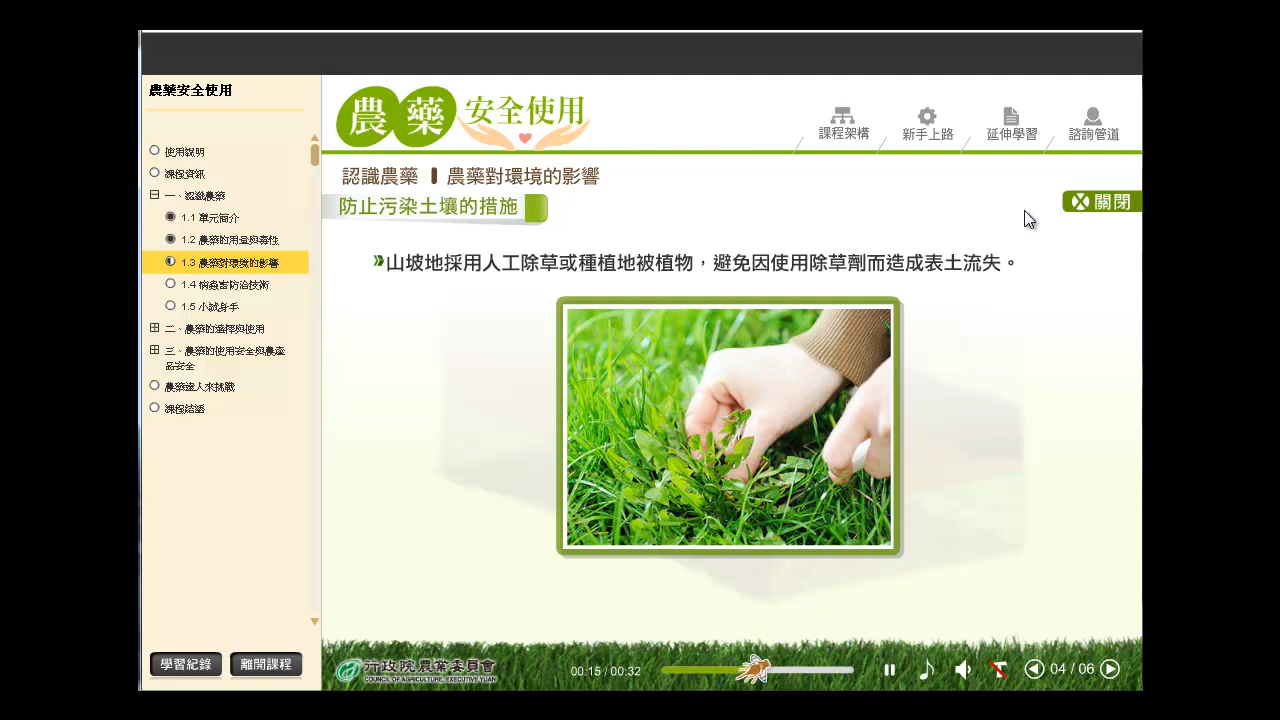 農藥安全使用
使用說明
課程資訊
一、認識農藥
1.1 單元簡介
1.2 農藥的用量與毒性
1.3 農藥對環境的影響
1.4 病蟲害防治技術
1.5 小試身手
二、農藥的選擇與使用
三、農藥的使用安全與農產
品安全
農藥達人來挑戰
課程結語
學習紀錄
離開課程
農藥 安全使用
課程架構
新手上路
延伸學習
諮詢管道
認識農藥 農藥對環境的影響
防止污染土壤的措施
關閉
山坡地採用人工除草或種植地被植物，避免因使用除草劑而造成表土流失。
行政院農業委員會
COUNCIL OF AGRICULTURE, EXECUTIVE YUAN
00:15 / 00:32
04 / 06